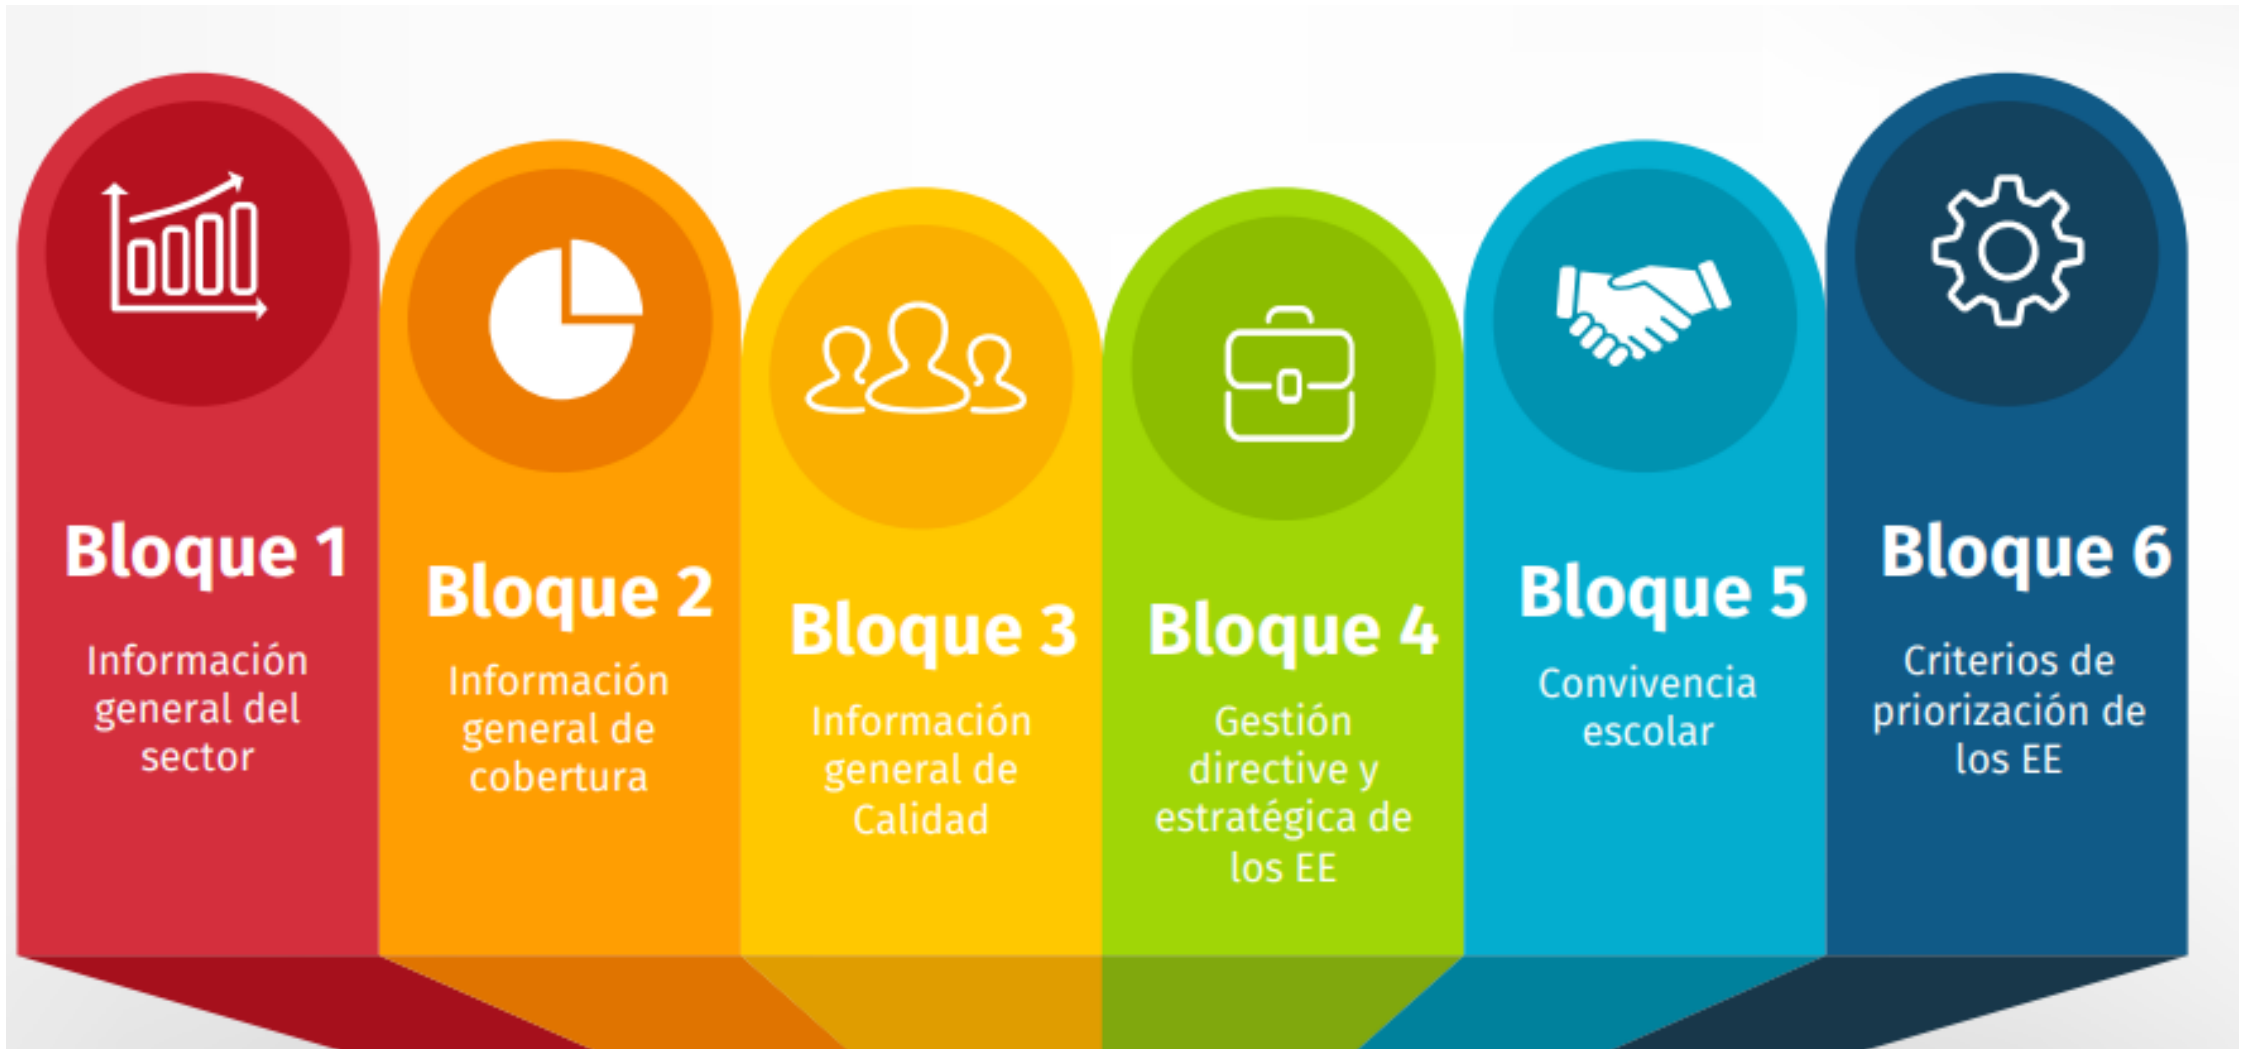 Bloque 1
Información
general del
sector
Bloque 2
Información
general de
cobertura
Bloque 3
Información
general de
Calidad
Bloque 4
Gestión
directive y
estratégica de
los EE
Bloque 5
Convivencia
escolar
Bloque 6
Criterios de
priorización de
los EE